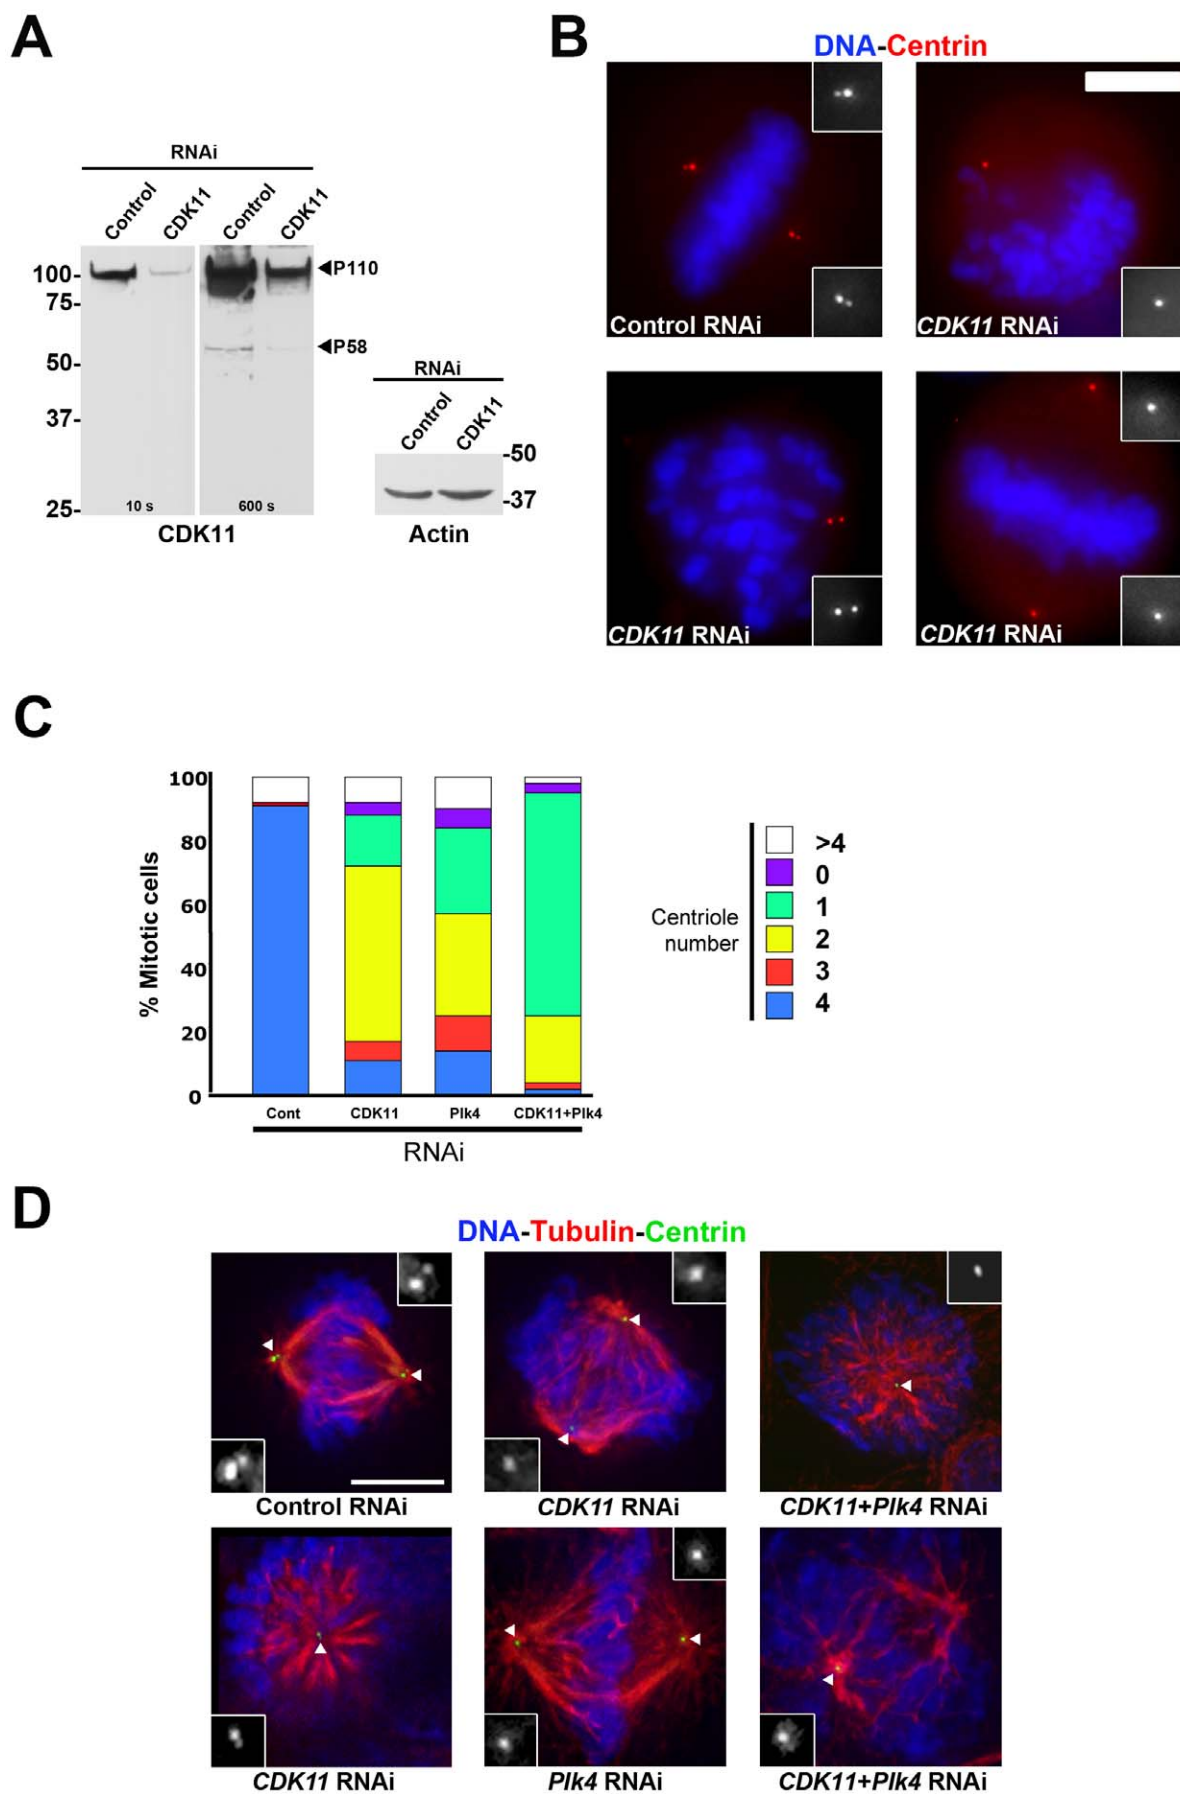 A
RNAi
Control
CDK11
Control
CDK11
100-
75-
50-
37-
25-
◀P110
◀P58
10 s
600 s
CDK11
RNAi
Control
CDK11
-50
-37
Actin
B
DNA-Centrin
Control RNAi
CDK11 RNAi
CDK11 RNAi
CDK11 RNAi
C
% Mitotic cells
100
80
60
40
20
0
Cont
CDK11
Plk4
CDK11+Plk4
RNAi
Centriole
number
>4
0
1
2
3
4
D
DNA-Tubulin-Centrin
Control RNAi
CDK11 RNAi
CDK11+Plk4 RNAi
CDK11 RNAi
Plk4 RNAi
CDK11+Plk4 RNAi